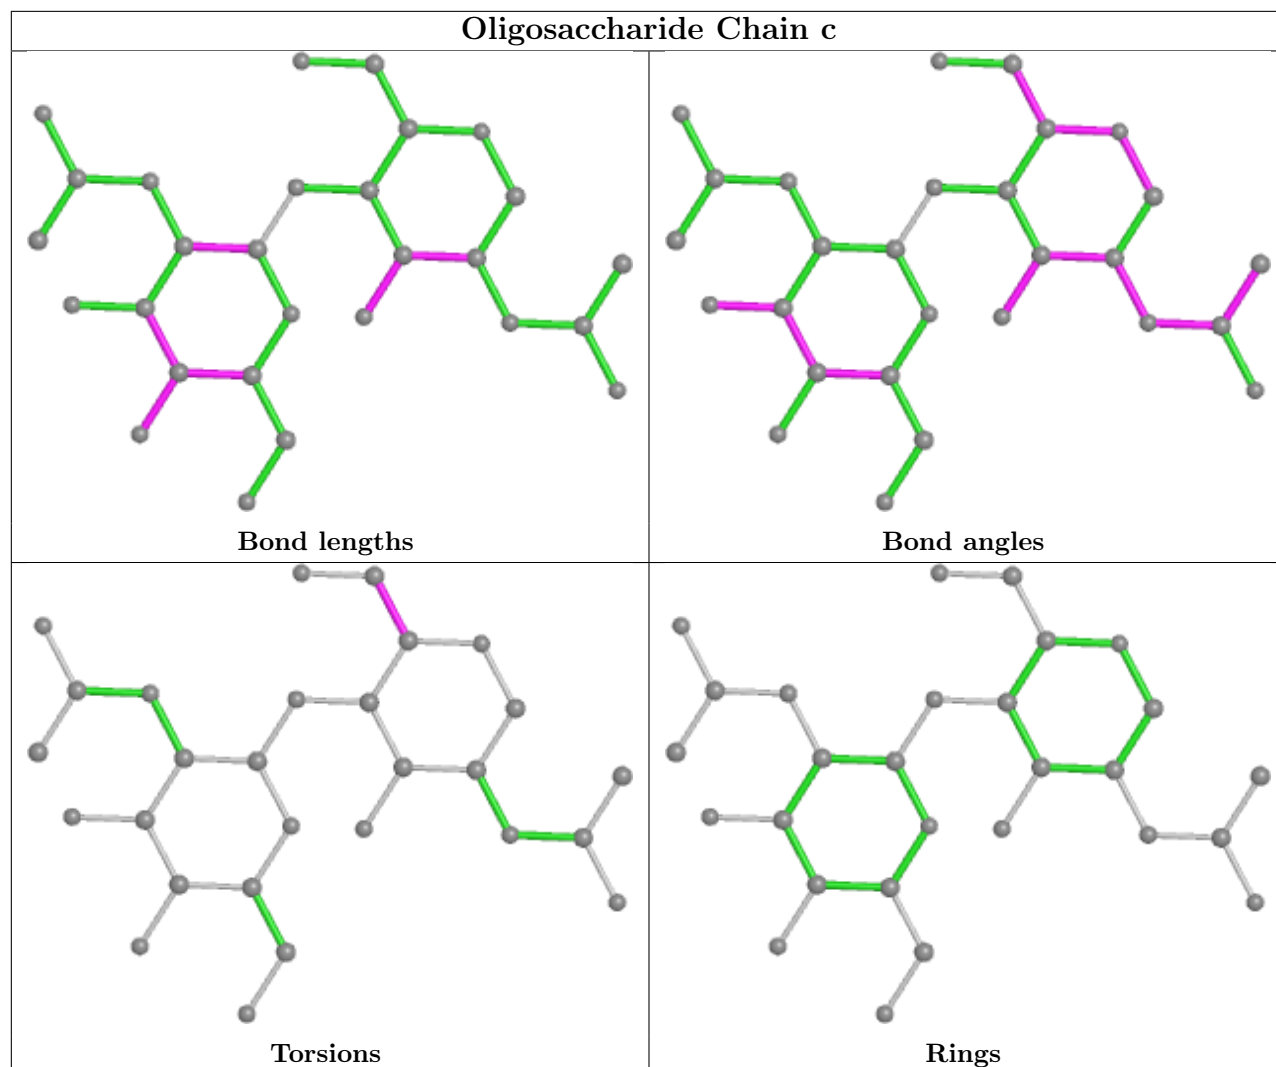 Oligosaccharide Chain c
Bond lengths
Bond angles
Torsions
Rings